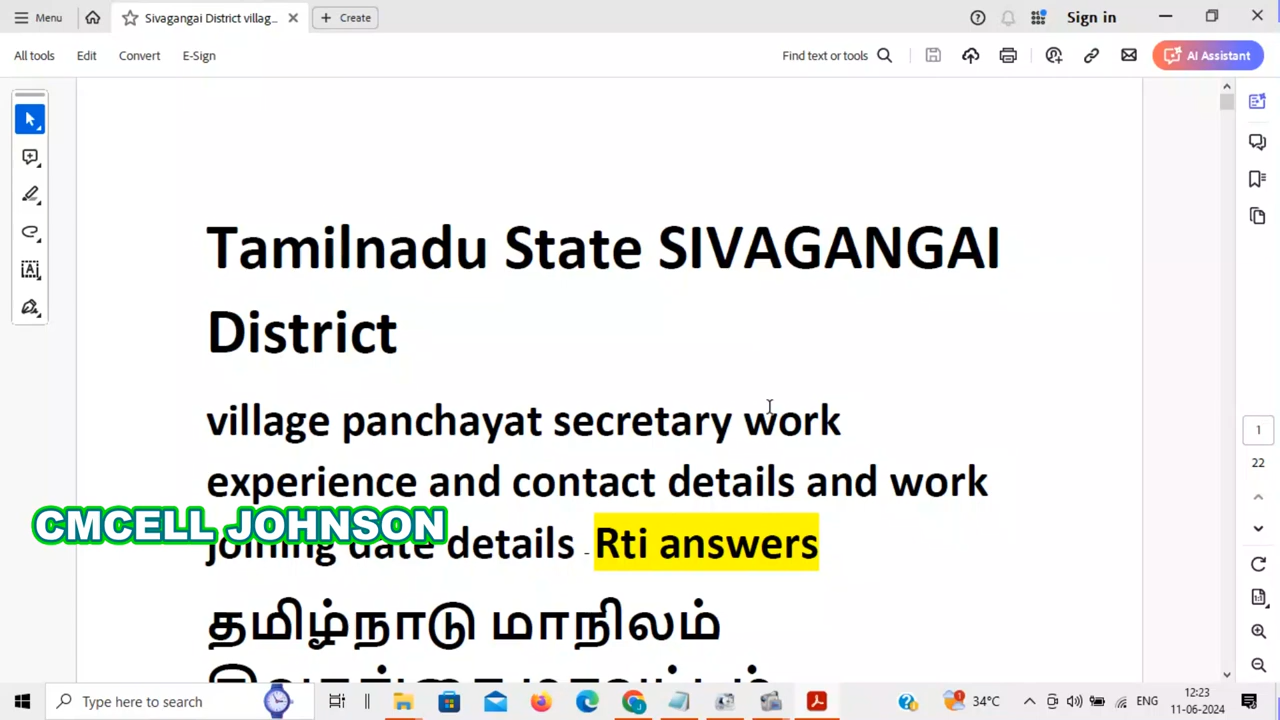 Menu
Sivagangai District villag...
Create
Sign in
All tools
Edit
Convert
E-Sign
Find text or tools
AI Assistant
Tamilnadu State SIVAGANGAI
District
village panchayat secretary work
experience and contact details and work
CMCELL JOHNSON
joining date details - Rti answers
தமிழ்நாடு மாநிலம்
1
22
Type here to search
34°C
ENG
12:23
11-06-2024